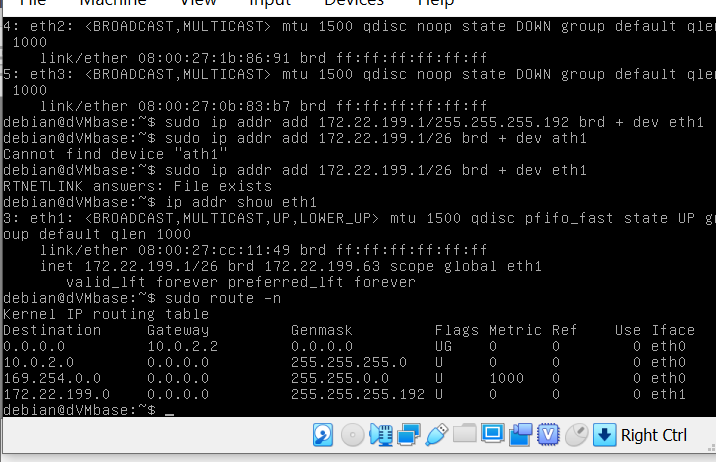 File Machine View Input Devices Help
4: eth2: <BROADCAST,MULTICAST> mtu 1500 qdisc noop state DOWN group default qlen
 1000
    link/ether 08:00:27:1b:86:91 brd ff:ff:ff:ff:ff:ff
5: eth3: <BROADCAST,MULTICAST> mtu 1500 qdisc noop state DOWN group default qlen
 1000
    link/ether 08:00:27:0b:83:b7 brd ff:ff:ff:ff:ff:ff
debian@dVMbase:~$ sudo ip addr add 172.22.199.1/255.255.255.192 brd + dev eth1
debian@dVMbase:~$ sudo ip addr add 172.22.199.1/26 brd + dev ath1
Cannot find device "ath1"
debian@dVMbase:~$ sudo ip addr add 172.22.199.1/26 brd + dev eth1
RTNETLINK answers: File exists
debian@dVMbase:~$ ip addr show eth1
3: eth1: <BROADCAST,MULTICAST,UP,LOWER_UP> mtu 1500 qdisc pfifo_fast state UP gr
oup default qlen 1000
    link/ether 08:00:27:cc:11:49 brd ff:ff:ff:ff:ff:ff
    inet 172.22.199.1/26 brd 172.22.199.63 scope global eth1
       valid_lft forever preferred_lft forever
debian@dVMbase:~$ sudo route -n
Kernel IP routing table
Destination     Gateway         Genmask         Flags Metric Ref    Use Iface
0.0.0.0         10.0.2.2        0.0.0.0         UG    0      0        0 eth0
10.0.2.0        0.0.0.0         255.255.255.0   U     0      0        0 eth0
169.254.0.0     0.0.0.0         255.255.0.0     U     1000   0        0 eth0
172.22.199.0    0.0.0.0         255.255.255.192 U     0      0        0 eth1
debian@dVMbase:~$ _
Right Ctrl